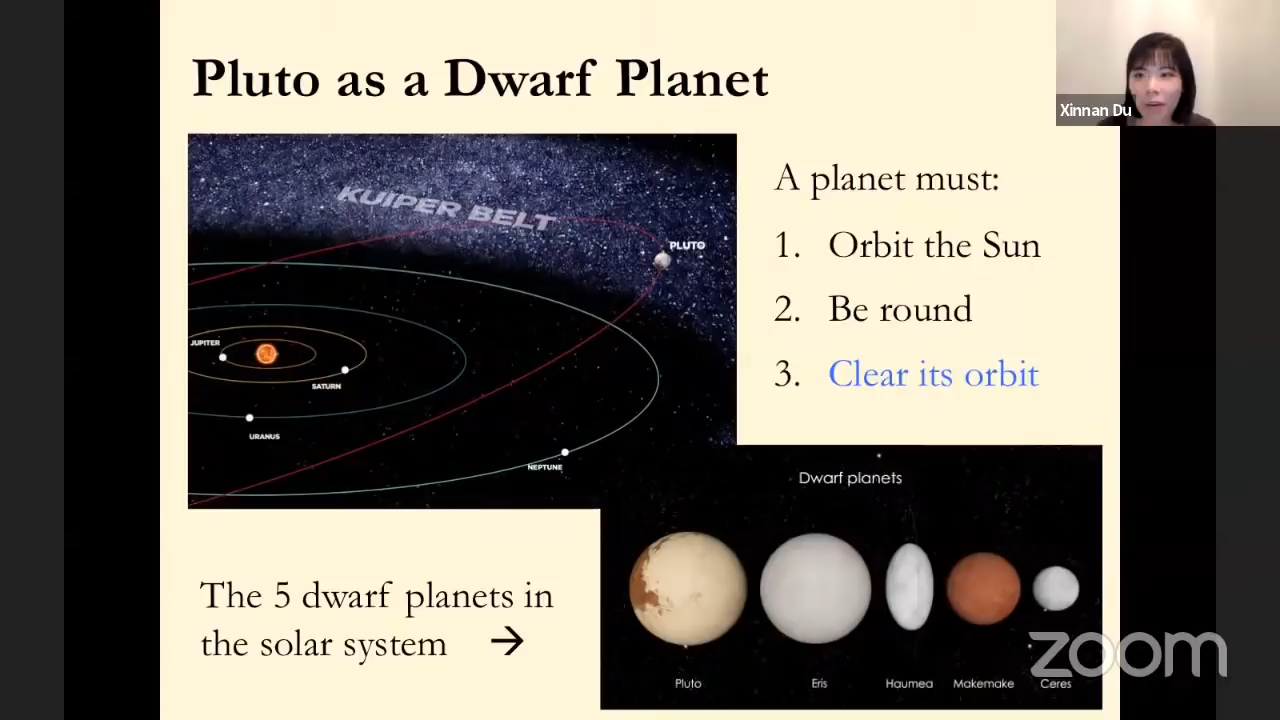 Pluto as a Dwarf Planet
Xinnan Du
KUIPER BELT
PLUTO
JUPITER
SATURN
URANUS
NEPTUNE
A planet must:
1. Orbit the Sun
2. Be round
3. Clear its orbit
Dwarf planets
Pluto Eris Haumea Makemake Ceres
The 5 dwarf planets in
the solar system →
zoom